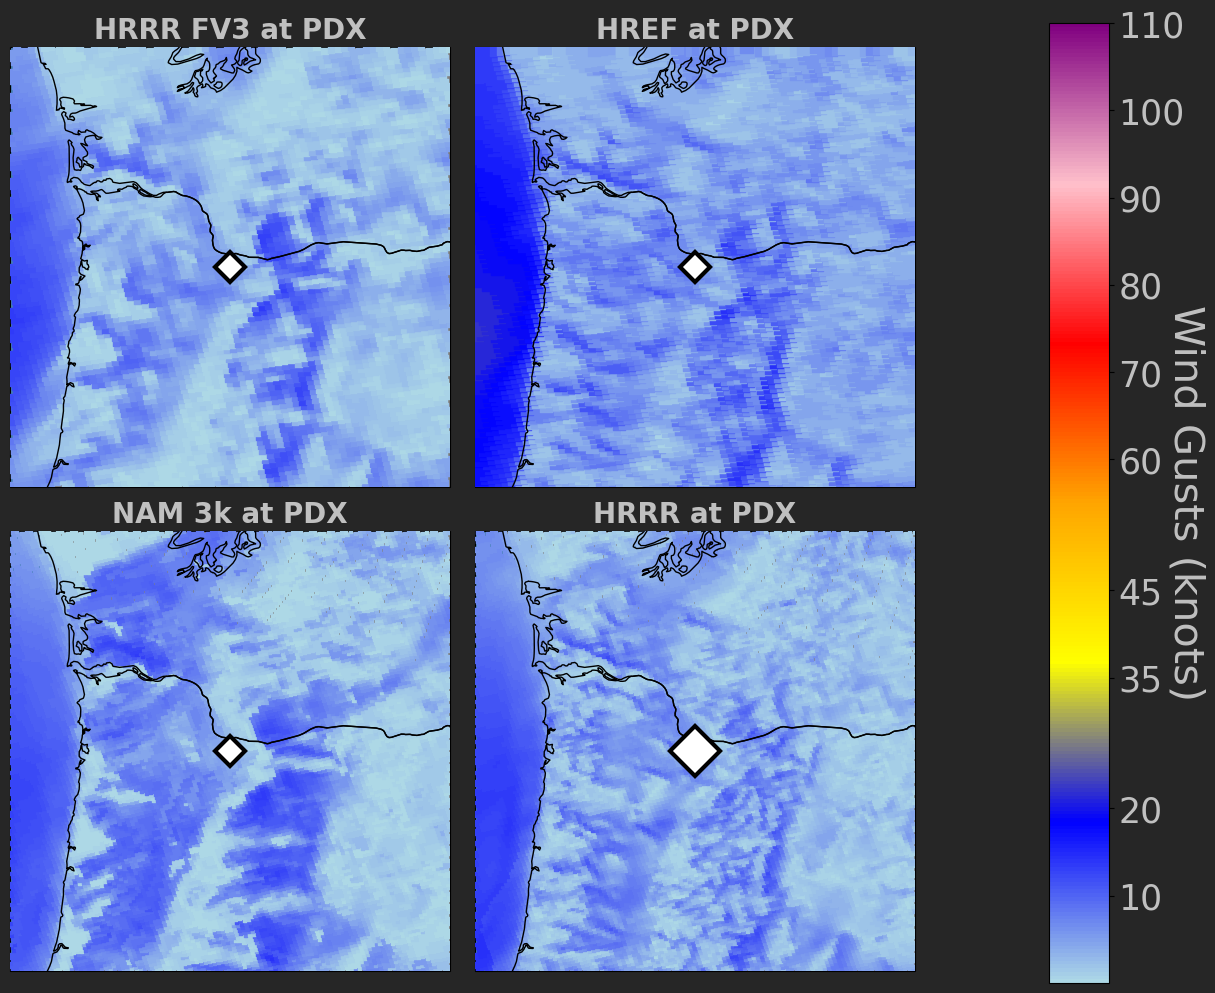 HRRR FV3 at PDX
HREF at PDX
NAM 3k at PDX
HRRR at PDX
110
100
90
80
70
60
45
35
20
10
Wind Gusts (knots)